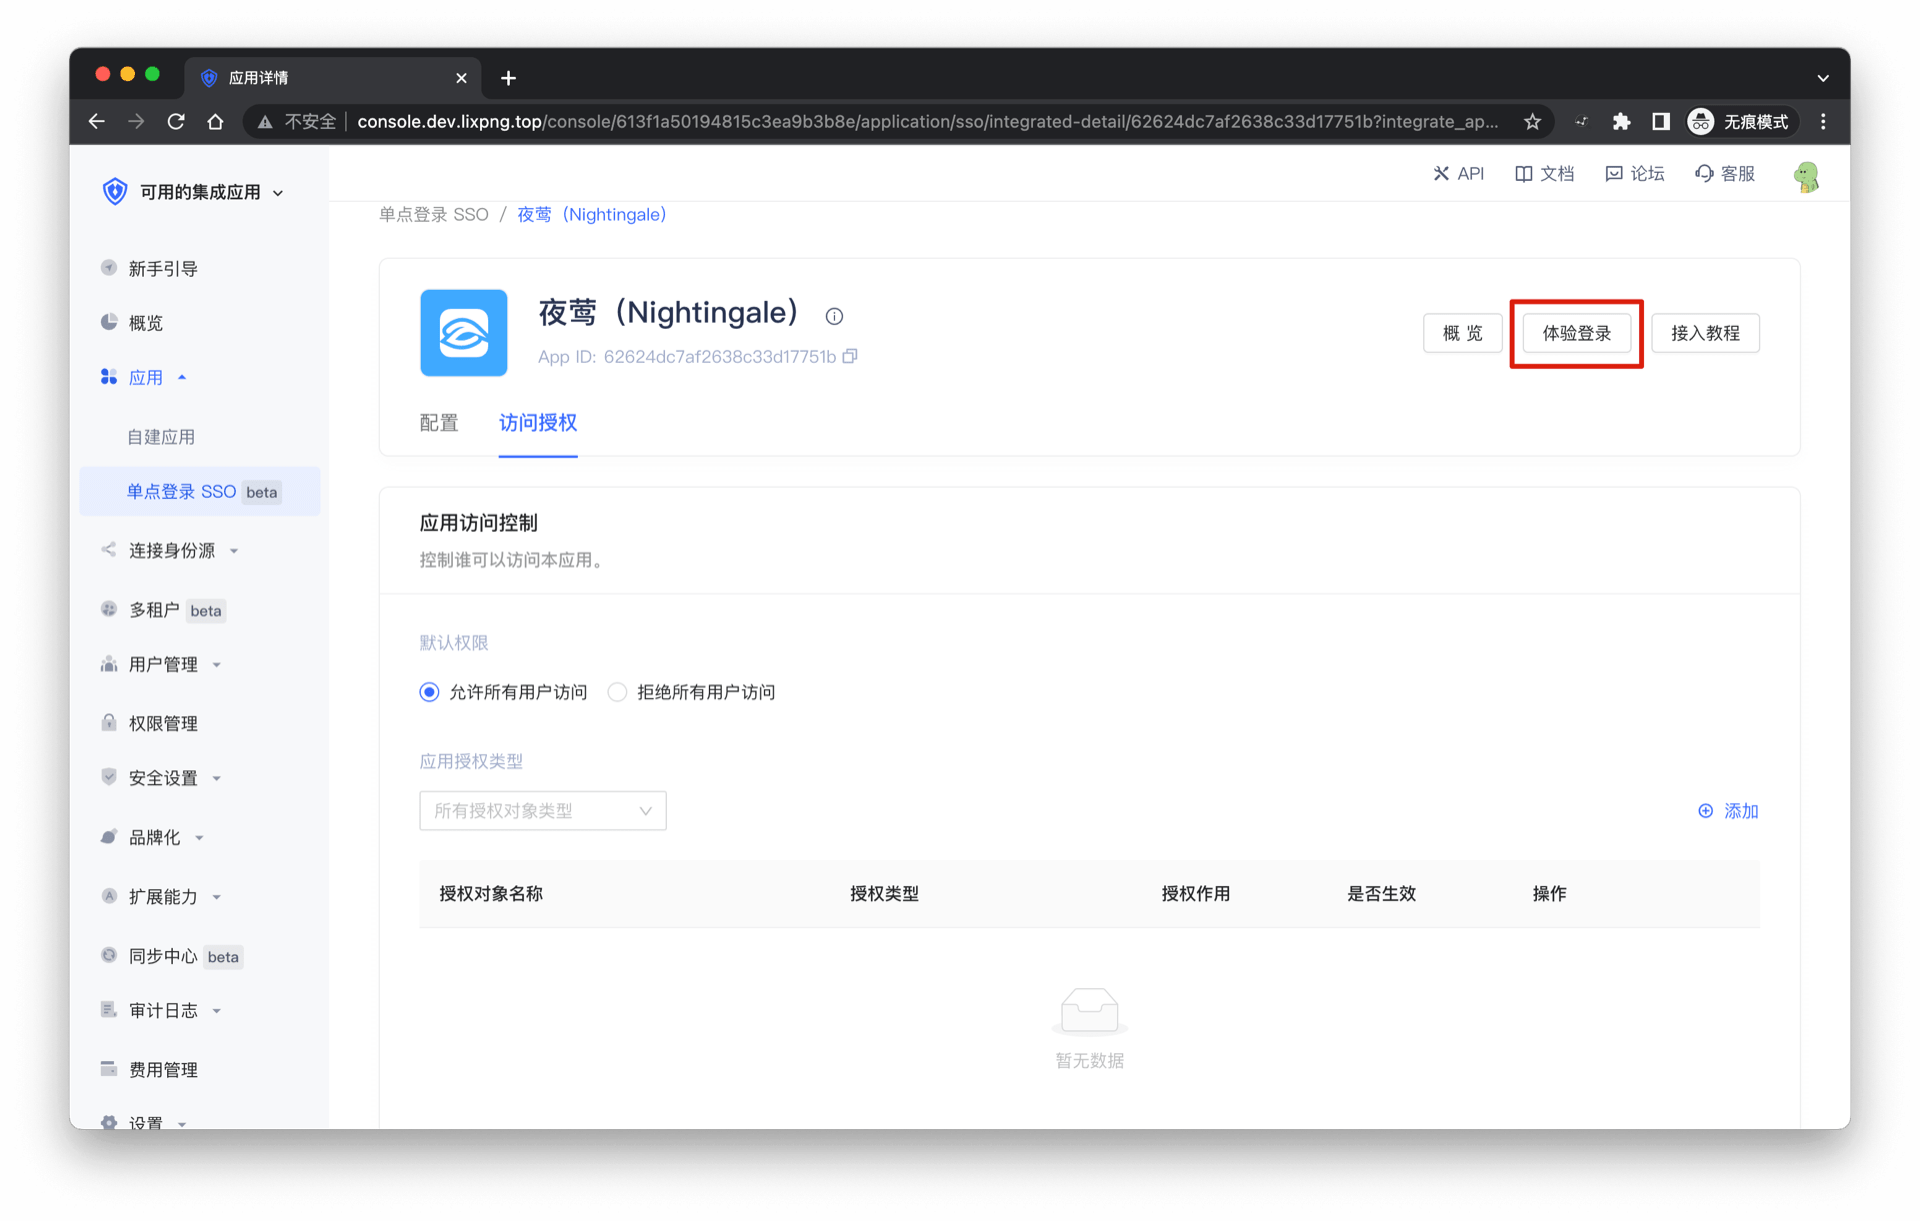 应用详情
不安全
console.dev.lixpng.top/console/613f1a50194815c3ea9b3b8e/application/sso/integrated-detail/62624dc7af2638c33d17751b?integrate_ap...
无痕模式
可用的集成应用
API
文档
论坛
客服
单点登录 SSO / 夜莺（Nightingale）
新手引导
概览
应用
自建应用
单点登录 SSO beta
连接身份源
多租户 beta
用户管理
权限管理
安全设置
品牌化
扩展能力
同步中心 beta
审计日志
费用管理
设置
夜莺（Nightingale）
App ID: 62624dc7af2638c33d17751b
概 览
体验登录
接入教程
配置
访问授权
应用访问控制
控制谁可以访问本应用。
默认权限
允许所有用户访问
拒绝所有用户访问
应用授权类型
所有授权对象类型
添加
授权对象名称 授权类型 授权作用 是否生效 操作
暂无数据